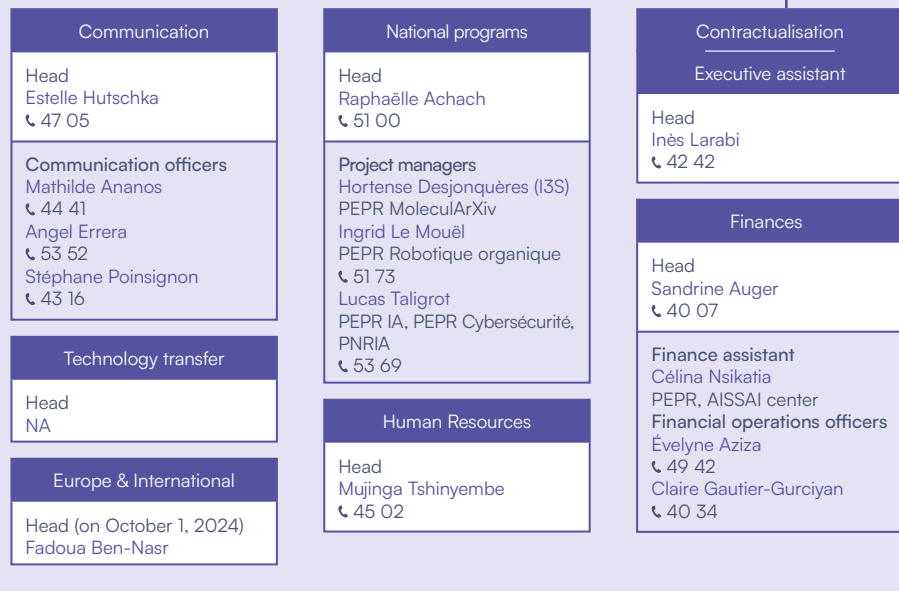 Communication
Head
Estelle Hutschka
47 05
Communication officers
Mathilde Ananos
44 41
Angel Errera
53 52
Stéphane Poinsignon
43 16
Technology transfer
Head
NA
Europe & International
Head (on October 1, 2024)
Fadoua Ben-Nasr
National programs
Head
Raphaëlle Achach
51 00
Project managers
Hortense Desjonquères (I3S)
PEPR MoleculArXiv
Ingrid Le Mouël
PEPR Robotique organique
51 73
Lucas Taligrot
PEPR IA, PEPR Cybersécurité,
PNRIA
53 69
Human Resources
Head
Mujinga Tshinyembe
45 02
Contractualisation
Executive assistant
Head
Inès Larabi
42 42
Finances
Head
Sandrine Auger
40 07
Finance assistant
Célina Nsikatia
PEPR, AISSAI center
Financial operations officers
Évelyne Aziza
49 42
Claire Gautier-Gurciyan
40 34